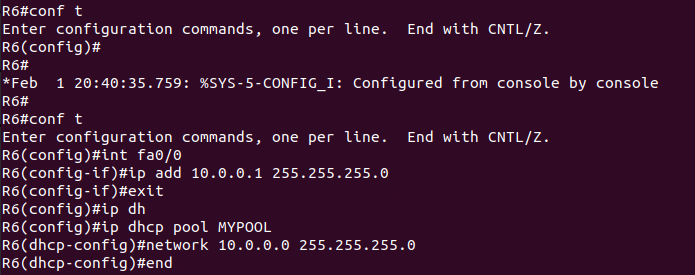 R6#conf t
Enter configuration commands, one per line.  End with CNTL/Z.
R6(config)#
R6#
*Feb  1 20:40:35.759: %SYS-5-CONFIG_I: Configured from console by console
R6#
R6#conf t
Enter configuration commands, one per line.  End with CNTL/Z.
R6(config)#int fa0/0
R6(config-if)#ip add 10.0.0.1 255.255.255.0
R6(config-if)#exit
R6(config)#ip dh
R6(config)#ip dhcp pool MYPOOL
R6(dhcp-config)#network 10.0.0.0 255.255.255.0
R6(dhcp-config)#end